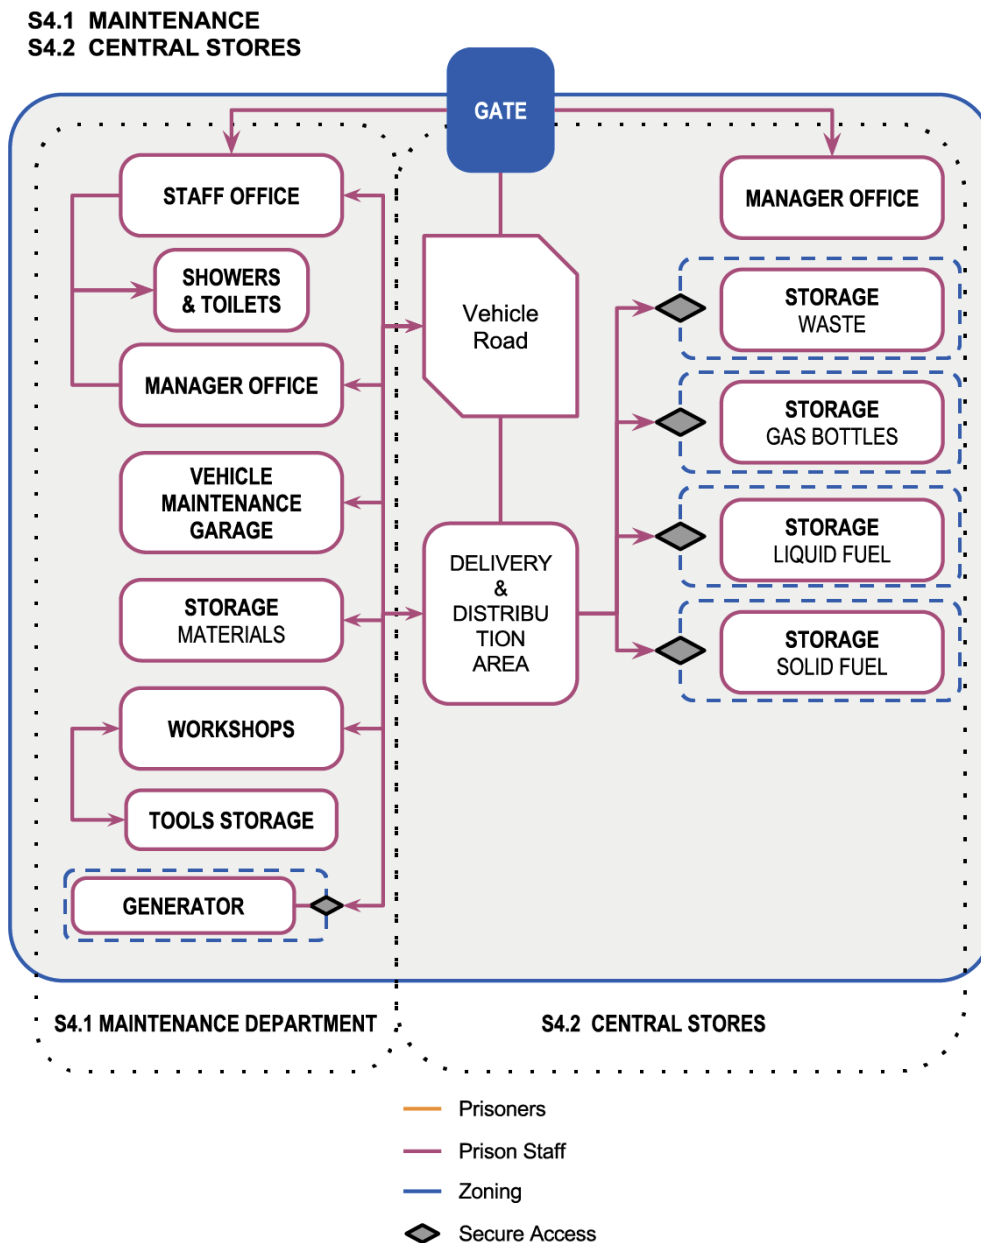 S4.1 MAINTENANCE
S4.2 CENTRAL STORES
GATE
STAFF OFFICE
SHOWERS
& TOILETS
MANAGER OFFICE
VEHICLE
MAINTENANCE
GARAGE
STORAGE
MATERIALS
WORKSHOPS
TOOLS STORAGE
GENERATOR
Vehicle
Road
DELIVERY
&
DISTRIBU
TION
AREA
MANAGER OFFICE
STORAGE
WASTE
STORAGE
GAS BOTTLES
STORAGE
LIQUID FUEL
STORAGE
SOLID FUEL
S4.1 MAINTENANCE DEPARTMENT
S4.2 CENTRAL STORES
Prisoners
Prison Staff
Zoning
Secure Access